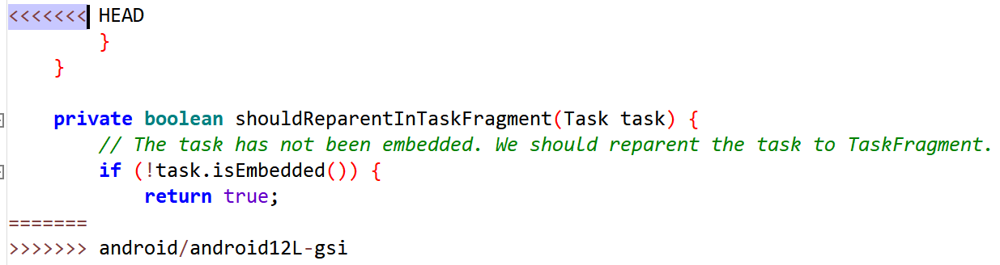 <<<<<<< HEAD
        }
    }

    private boolean shouldReparentInTaskFragment(Task task) {
        // The task has not been embedded. We should reparent the task to TaskFragment.
        if (!task.isEmbedded()) {
            return true;
=======
>>>>>>> android/android12L-gsi